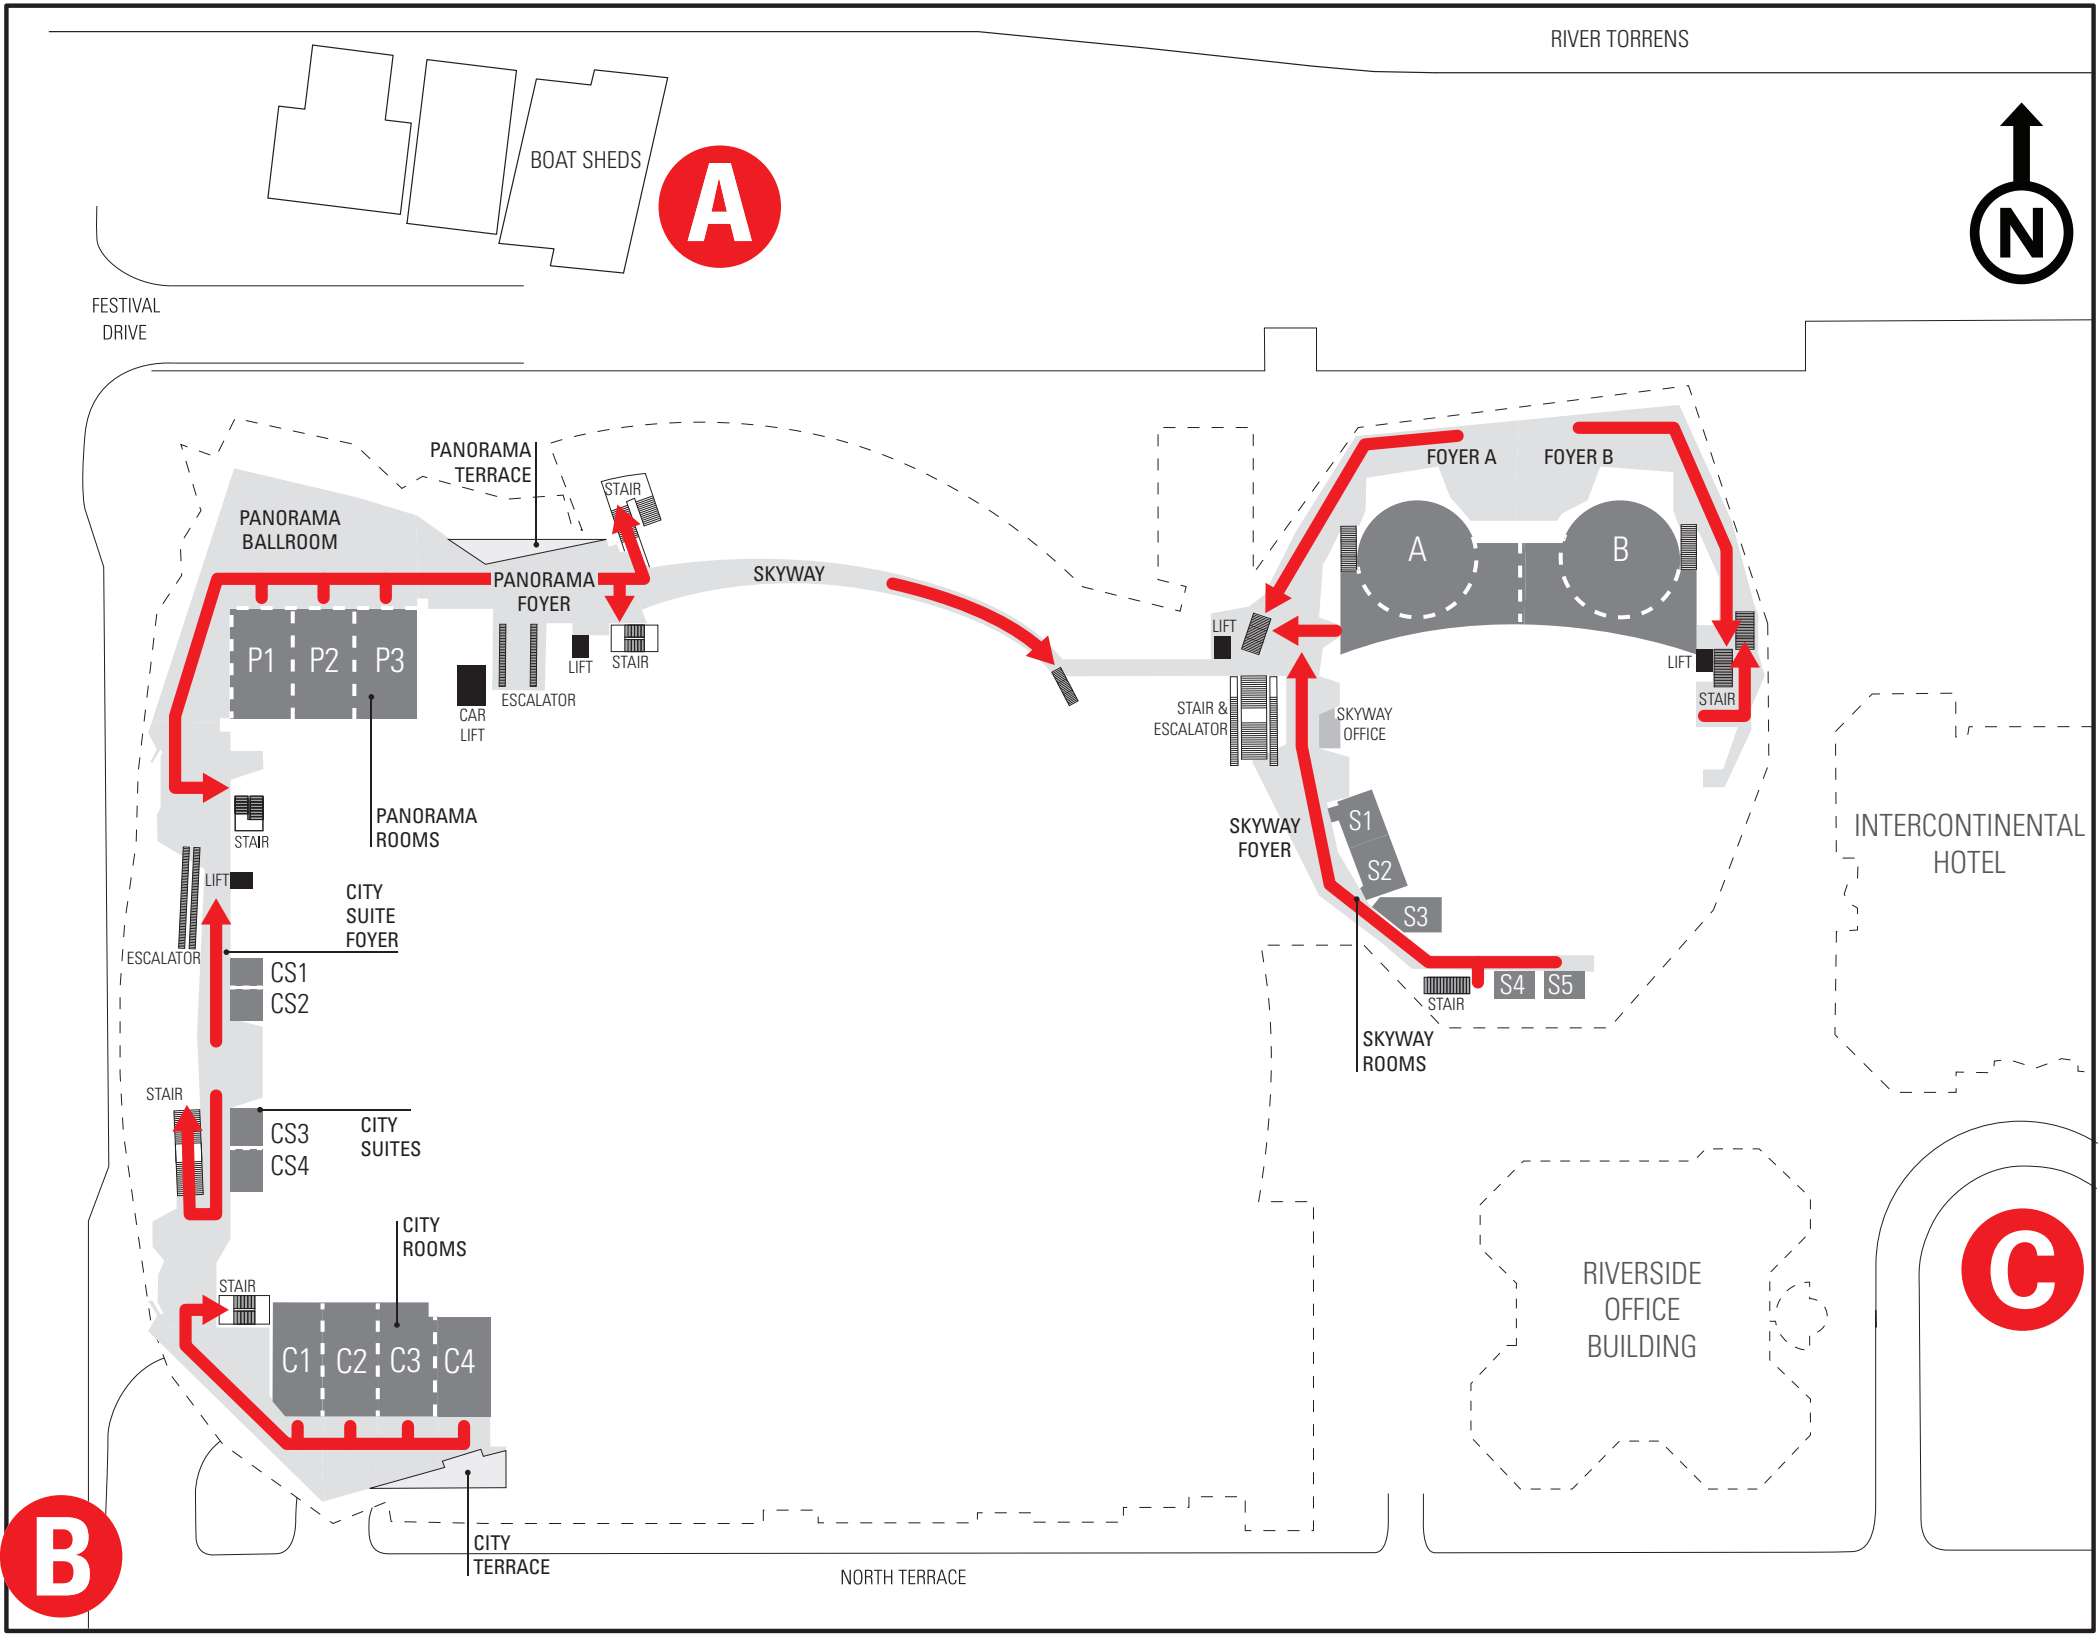 RIVER TORRENS
BOAT SHEDS
A
N
FESTIVAL
DRIVE
PANORAMA
TERRACE
STAIR
PANORAMA
BALLROOM
PANORAMA
FOYER
SKYWAY
FOYER A
FOYER B
A
B
P1
P2
P3
LIFT
STAIR
ESCALATOR
CAR
LIFT
LIFT
STAIR &
ESCALATOR
SKYWAY
OFFICE
LIFT
STAIR
PANORAMA
ROOMS
STAIR
LIFT
ESCALATOR
CITY
SUITE
FOYER
CS1
CS2
SKYWAY
FOYER
S1
S2
S3
S4
S5
STAIR
SKYWAY
ROOMS
INTERCONTINENTAL
HOTEL
STAIR
CS3
CS4
CITY
SUITES
CITY
ROOMS
STAIR
C1
C2
C3
C4
RIVERSIDE
OFFICE
BUILDING
C
B
CITY
TERRACE
NORTH TERRACE